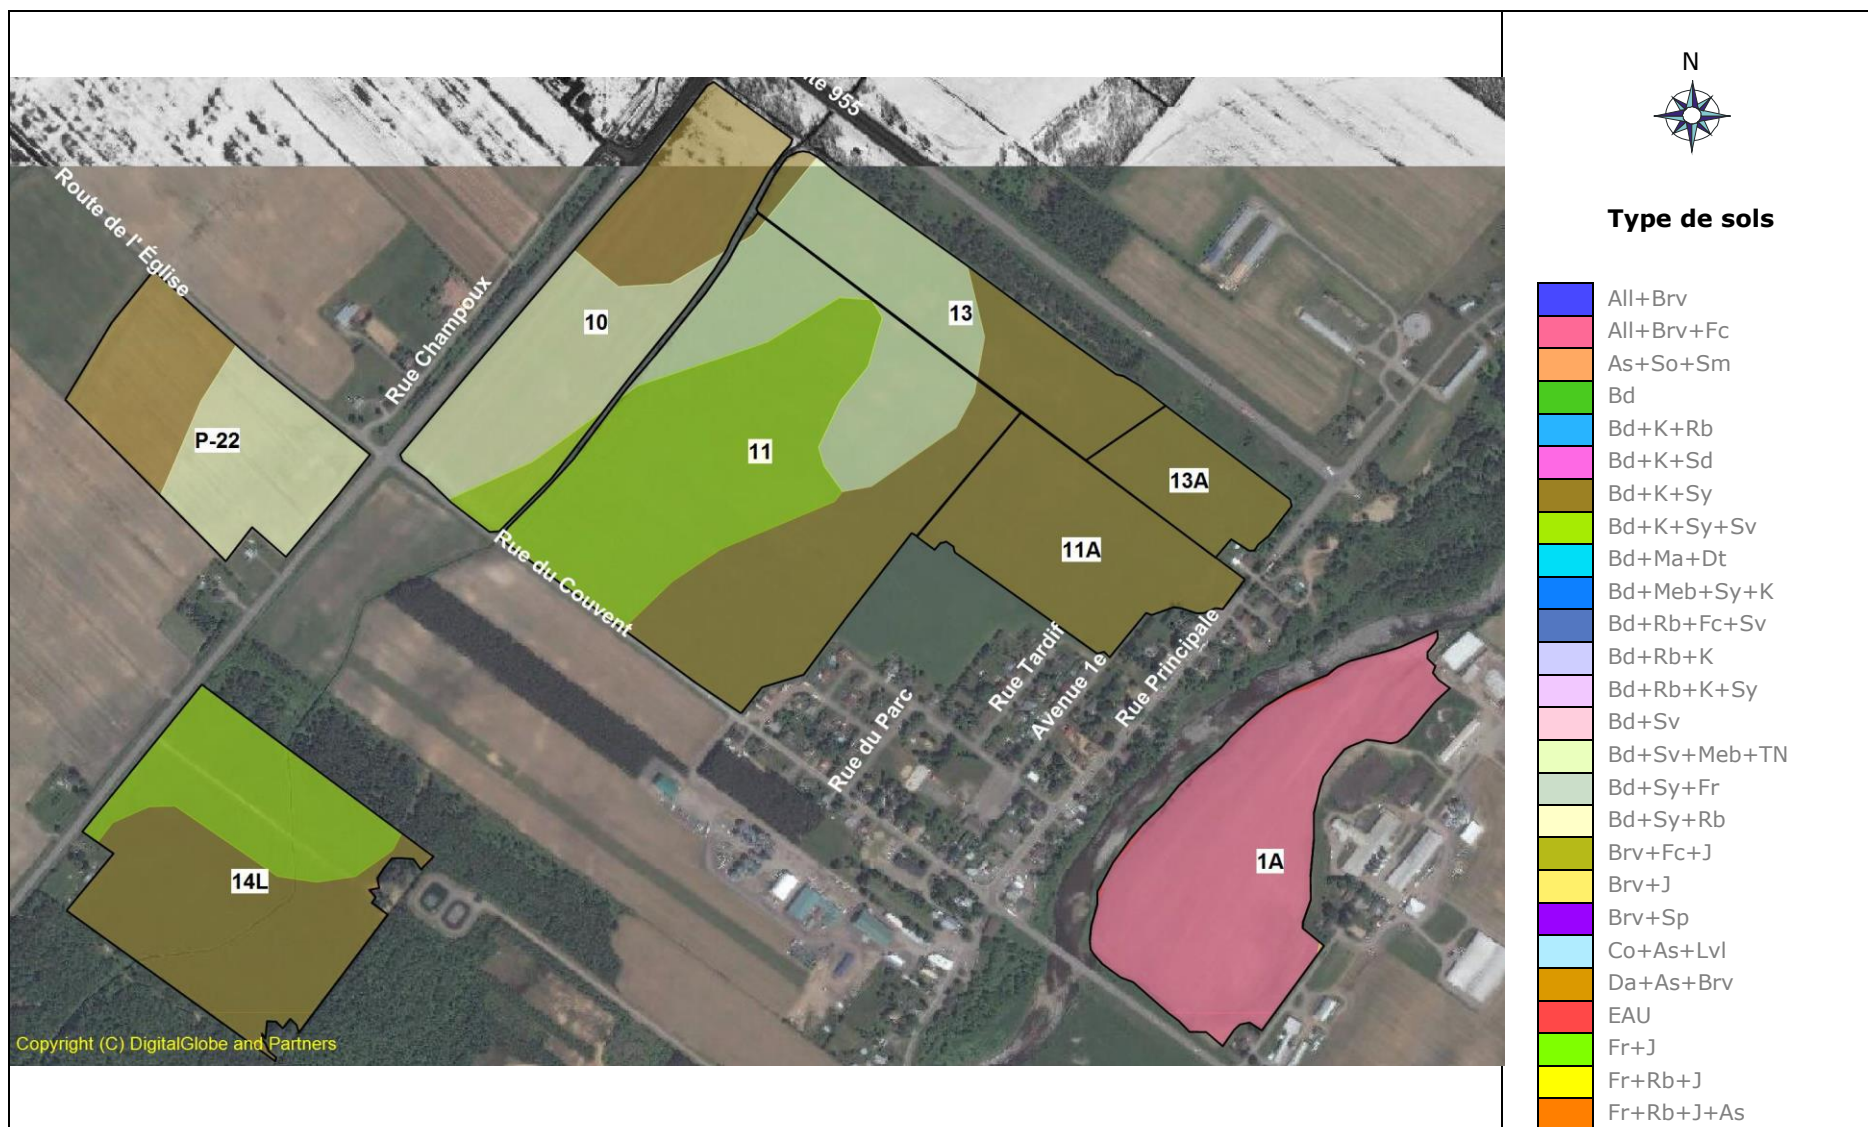 N
Type de sols
All+Brv
All+Brv+Fc
As+So+Sm
Bd
Bd+K+Rb
Bd+K+Sd
Bd+K+Sy
Bd+K+Sy+Sv
Bd+Ma+Dt
Bd+Meb+Sy+K
Bd+Rb+Fc+Sv
Bd+Rb+K
Bd+Rb+K+Sy
Bd+Sv
Bd+Sv+Meb+TN
Bd+Sy+Fr
Bd+Sy+Rb
Brv+Fc+J
Brv+J
Brv+Sp
Co+As+Lvl
Da+As+Brv
EAU
Fr+J
Fr+Rb+J
Fr+Rb+J+As
955
Route de l' Église
Rue Champoux
10
13
P-22
11
13A
11A
Rue du Couvent
Rue Tardif
Avenue 1e
Rue Principale
Rue du Parc
1A
14L
Copyright (C) DigitalGlobe and Partners